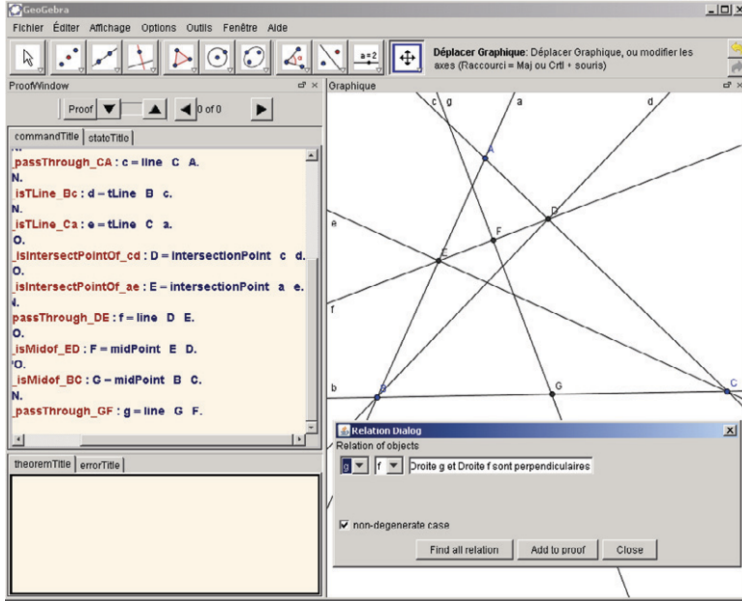 GeoGebra
Fichier Éditer Affichage Options Outils Fenêtre Aide
a=2
Déplacer Graphique: Déplacer Graphique, ou modifier les
axes (Raccourci = Maj ou Crtl + souris)
ProofWindow
Graphique
Proof
0 of 0
commandTitle stateTitle
_passThrough_CA : c = line C A.
N.
_isTLine_Bc : d = tLine B c.
N.
_isTLine_Ca : e = tLine C a.
O.
_isIntersectPointOf_cd : D = intersectionPoint c d.
O.
_isIntersectPointOf_ae : E = intersectionPoint a e.
passThrough_DE : f = line D E.
O.
_isMidof_ED : F = midPoint E D.
O.
_isMidof_BC : G = midPoint B C.
N.
_passThrough_GF : g = line G F.
theoremTitle errorTitle
c g a d
A
D
e
F
E
f
b
B
G
C
Relation Dialog
Relation of objects
g f Droite g et Droite f sont perpendiculaires
non-degenerate case
Find all relation Add to proof Close